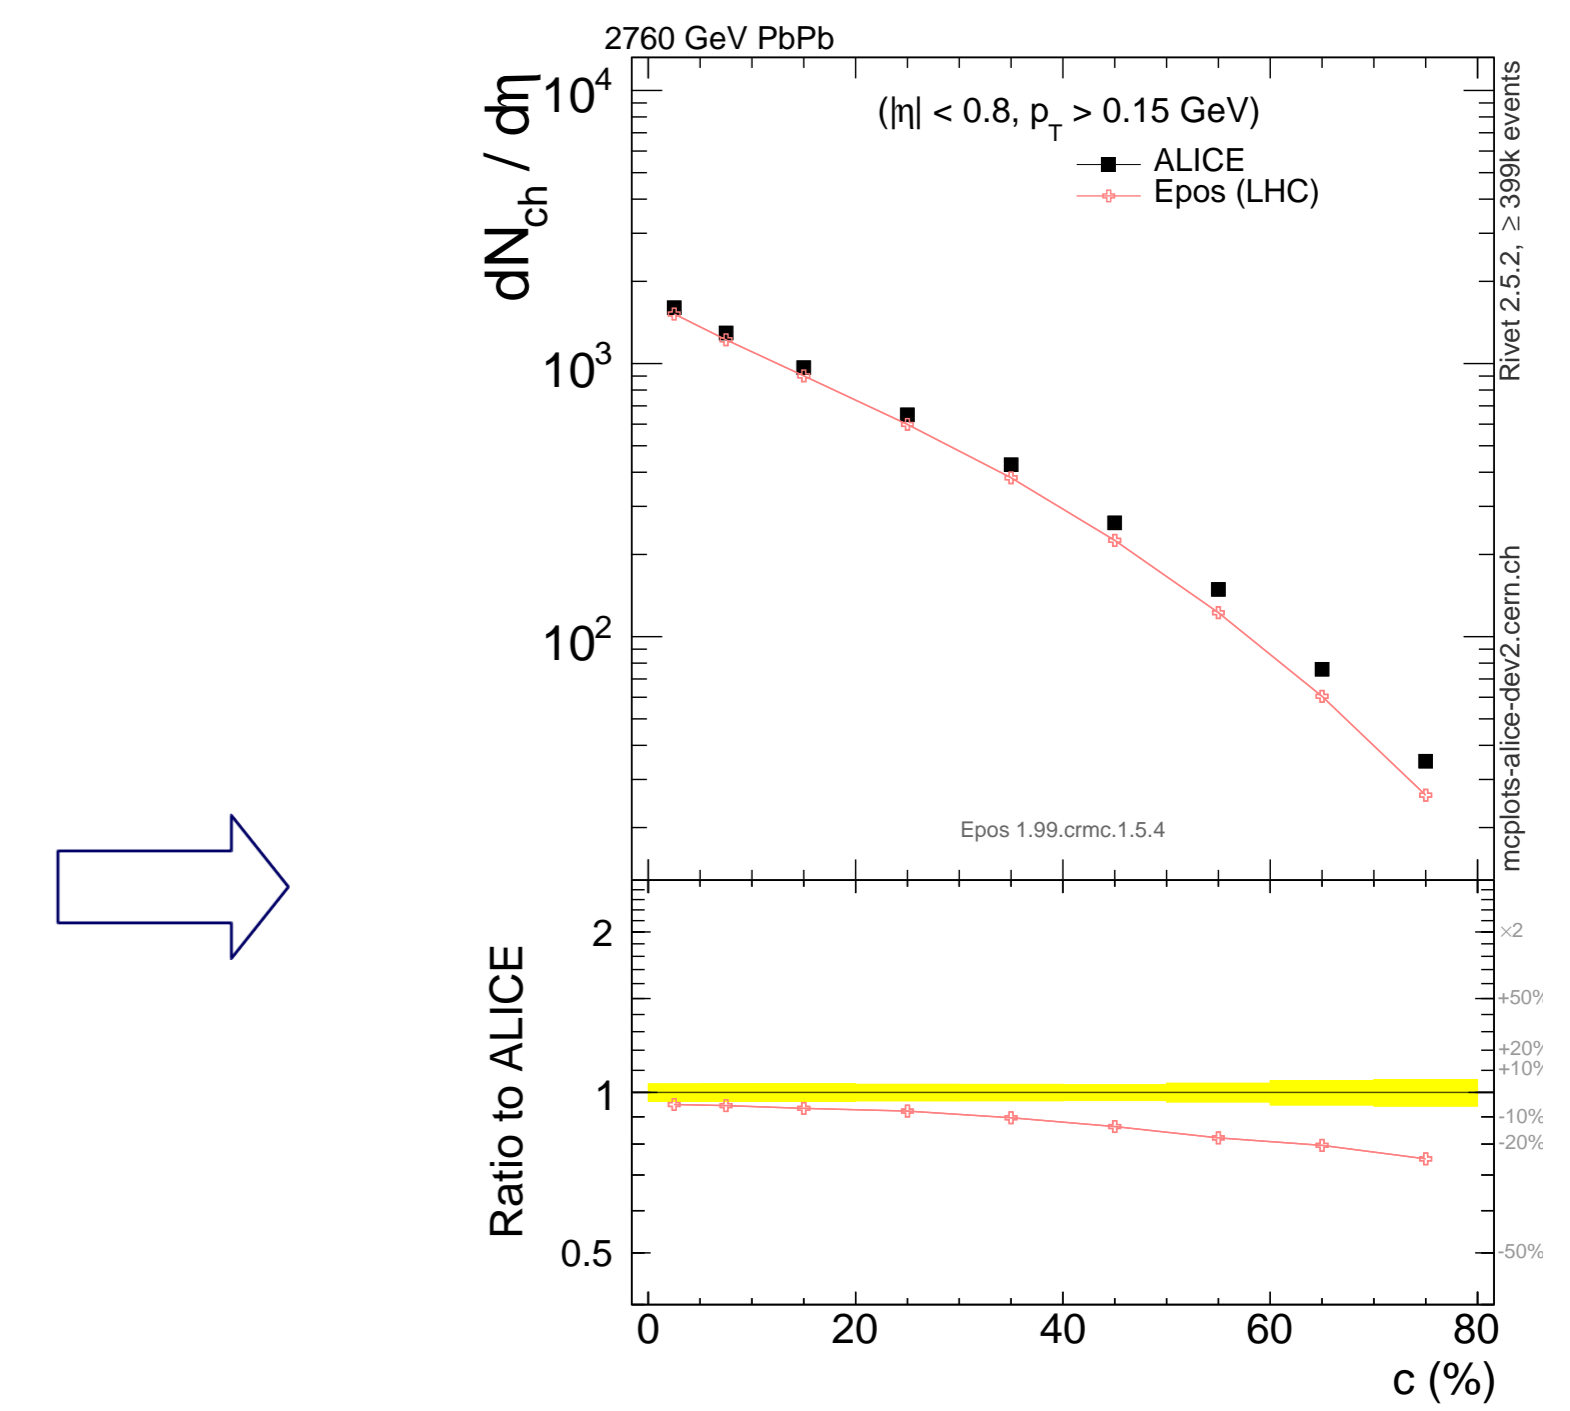 2760 GeV PbPb
dN_ch / dη
10^4
10^3
10^2
(|η| < 0.8, p_T > 0.15 GeV)
ALICE
Epos (LHC)
Epos 1.99.crmc.1.5.4
Rivet 2.5.2, ≥ 399k events
mcplots-alice-dev2.cern.ch
Ratio to ALICE
2
1
0.5
×2
+50%
+20%
+10%
-10%
-20%
-50%
0 20 40 60 80
c (%)